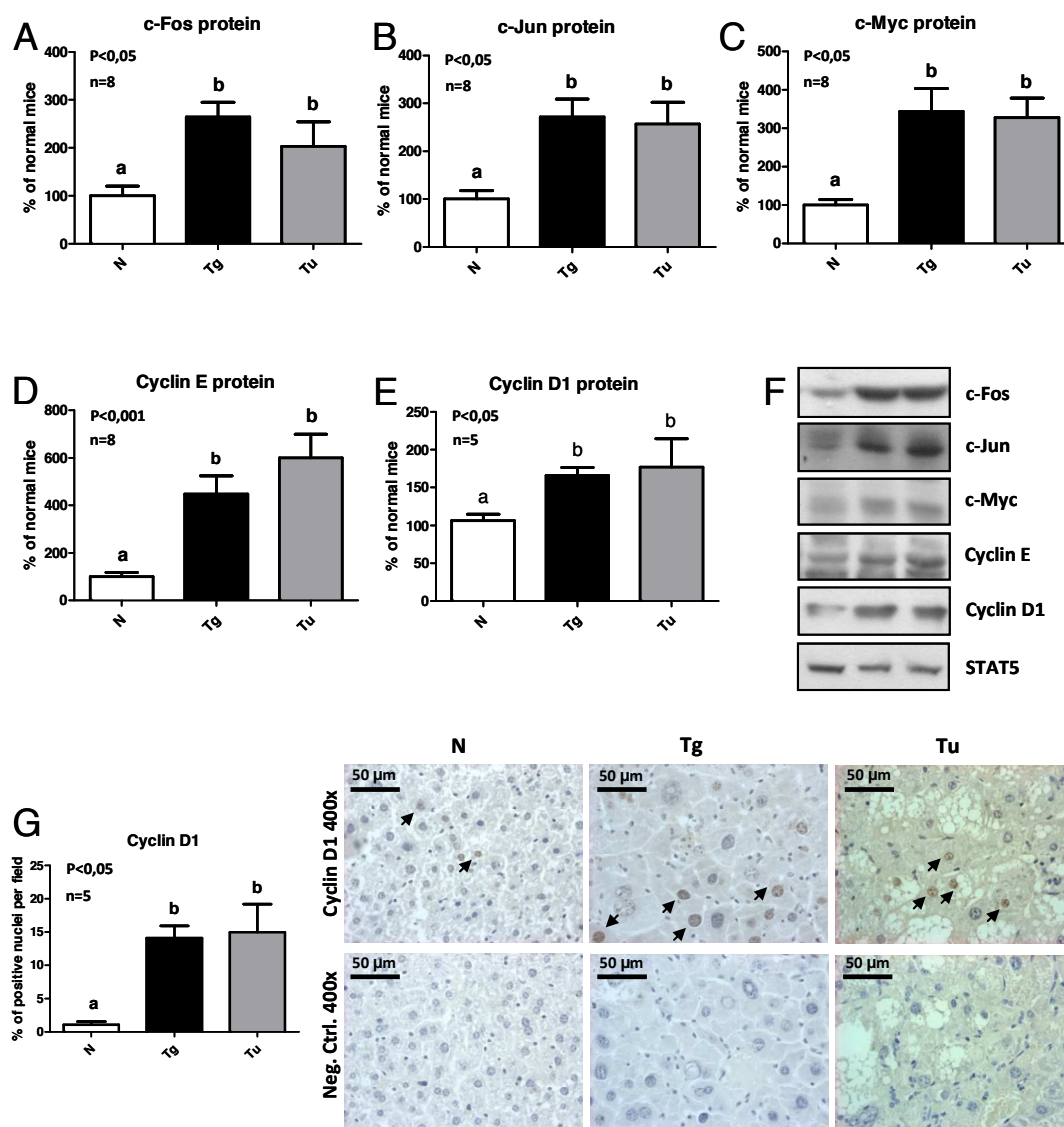 A
c-Fos protein
P<0,05
n=8
% of normal mice
400
300
200
100
0
a
b
b
N
Tg
Tu
B
c-Jun protein
P<0,05
n=8
% of normal mice
400
300
200
100
0
a
b
b
N
Tg
Tu
C
c-Myc protein
P<0,05
n=8
% of normal mice
500
400
300
200
100
0
a
b
b
N
Tg
Tu
D
Cyclin E protein
P<0,001
n=8
% of normal mice
800
600
400
200
0
a
b
b
N
Tg
Tu
E
Cyclin D1 protein
P<0,05
n=5
% of normal mice
250
200
150
100
50
0
a
b
b
N
Tg
Tu
F
c-Fos
c-Jun
c-Myc
Cyclin E
Cyclin D1
STAT5
G
Cyclin D1
P<0,05
n=5
% of positive nuclei per field
25
20
15
10
5
0
a
b
b
N
Tg
Tu
N
Tg
Tu
Cyclin D1 400x
50 µm
50 µm
50 µm
Neg. Ctrl. 400x
50 µm
50 µm
50 µm